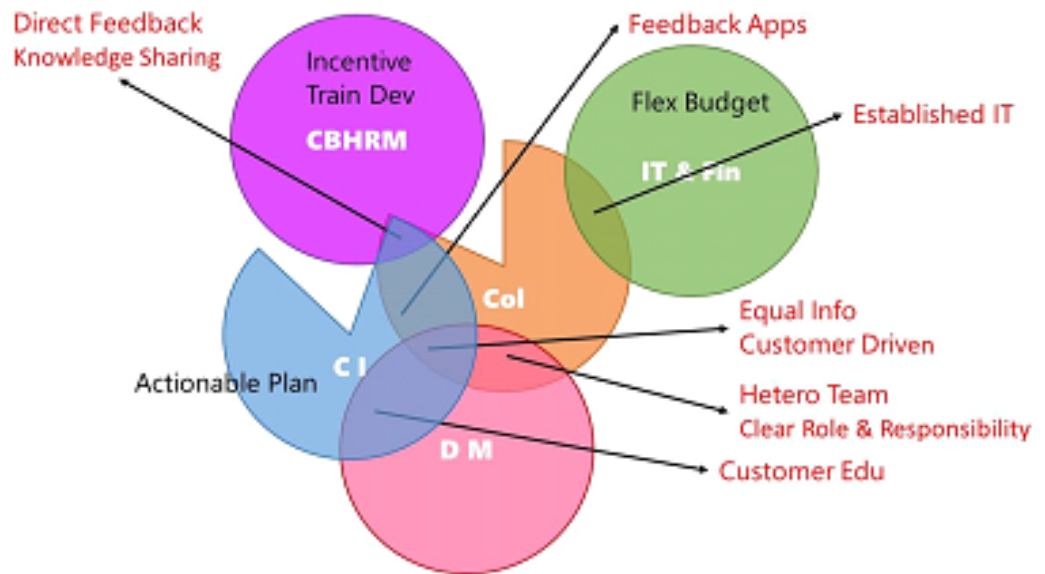 Direct Feedback
Knowledge Sharing
Feedback Apps
Incentive
Train Dev
CBHRM
Flex Budget
IT & Fin
Established IT
Col
Equal Info
Customer Driven
C I
Actionable Plan
Hetero Team
Clear Role & Responsibility
D M
Customer Edu